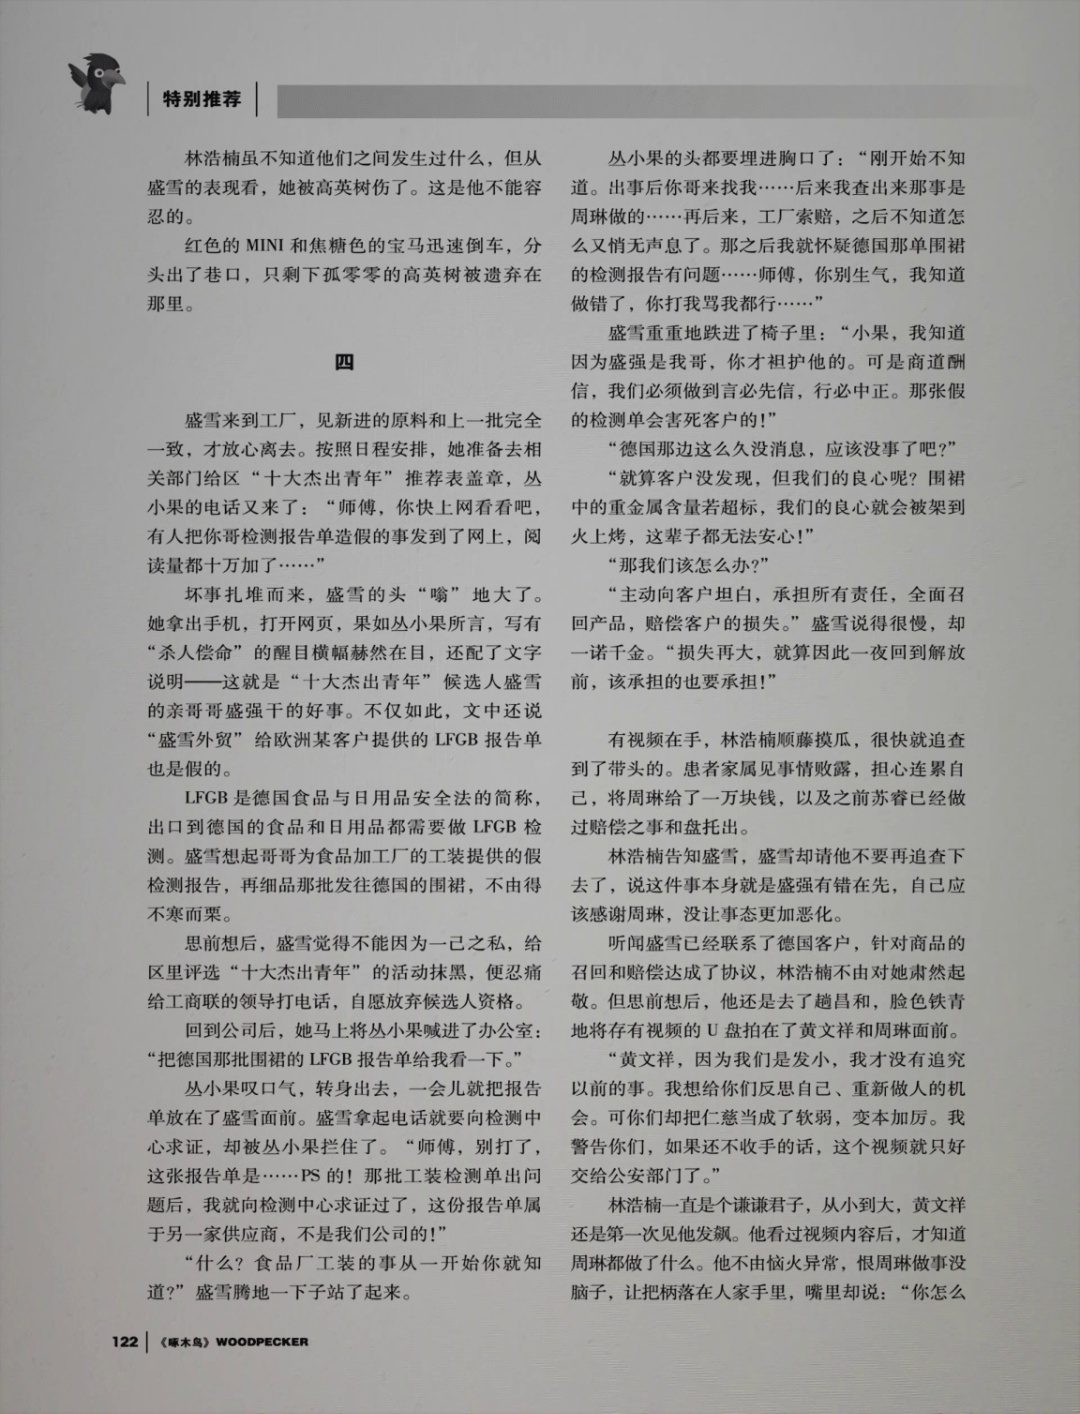 特别推荐
林浩楠虽不知道他们之间发生过什么，但从
盛雪的表现看，她被高英树伤了。这是他不能容
忍的。
红色的 MINI 和焦糖色的宝马迅速倒车，分
头出了巷口，只剩下孤零零的高英树被遗弃在
那里。
四
盛雪来到工厂，见新进的原料和上一批完全
一致，才放心离去。按照日程安排，她准备去相
关部门给区“十大杰出青年”推荐表盖章，丛
小果的电话又来了：“师傅，你快上网看看吧，
有人把你哥检测报告单造假的事发到了网上，阅
读量都十万加了……”
坏事扎堆而来，盛雪的头“嗡”地大了。
她拿出手机，打开网页，果如丛小果所言，写有
“杀人偿命”的醒目横幅赫然在目，还配了文字
说明——这就是“十大杰出青年”候选人盛雪
的亲哥哥盛强干的好事。不仅如此，文中还说
“盛雪外贸”给欧洲某客户提供的 LFGB 报告单
也是假的。
LFGB 是德国食品与日用品安全法的简称，
出口到德国的食品和日用品都需要做 LFGB 检
测。盛雪想起哥哥为食品加工厂的工装提供的假
检测报告，再细品那批发往德国的围裙，不由得
不寒而栗。
思前想后，盛雪觉得不能因为一己之私，给
区里评选“十大杰出青年”的活动抹黑，便忍痛
给工商联的领导打电话，自愿放弃候选人资格。
回到公司后，她马上将丛小果喊进了办公室：
“把德国那批围裙的 LFGB 报告单给我看一下。”
丛小果叹口气，转身出去，一会儿就把报告
单放在了盛雪面前。盛雪拿起电话就要向检测中
心求证，却被丛小果拦住了。“师傅，别打了，
这张报告单是……PS 的！那批工装检测单出问
题后，我就向检测中心求证过了，这份报告单属
于另一家供应商，不是我们公司的！”
“什么？食品厂工装的事从一开始你就知
道？”盛雪腾地一下子站了起来。
丛小果的头都要埋进胸口了：“刚开始不知
道。出事后你哥来找我……后来我查出来那事是
周琳做的……再后来，工厂索赔，之后不知道怎
么又悄无声息了。那之后我就怀疑德国那单围裙
的检测报告有问题……师傅，你别生气，我知道
做错了，你打我骂我都行……”
盛雪重重地跌进了椅子里：“小果，我知道
因为盛强是我哥，你才袒护他的。可是商道酬
信，我们必须做到言必先信，行必中正。那张假
的检测单会害死客户的！”
“德国那边这么久没消息，应该没事了吧？”
“就算客户没发现，但我们的良心呢？围裙
中的重金属含量若超标，我们的良心就会被架到
火上烤，这辈子都无法安心！”
“那我们该怎么办？”
“主动向客户坦白，承担所有责任，全面召
回产品，赔偿客户的损失。”盛雪说得很慢，却
一诺千金。“损失再大，就算因此一夜回到解放
前，该承担的也要承担！”
有视频在手，林浩楠顺藤摸瓜，很快就追查
到了带头的。患者家属见事情败露，担心连累自
己，将周琳给了一万块钱，以及之前苏睿已经做
过赔偿之事和盘托出。
林浩楠告知盛雪，盛雪却请他不要再追查下
去了，说这件事本身就是盛强有错在先，自己应
该感谢周琳，没让事态更加恶化。
听闻盛雪已经联系了德国客户，针对商品的
召回和赔偿达成了协议，林浩楠不由对她肃然起
敬。但思前想后，他还是去了趟昌和，脸色铁青
地将存有视频的 U 盘拍在了黄文祥和周琳面前。
“黄文祥，因为我们是发小，我才没有追究
以前的事。我想给你们反思自己、重新做人的机
会。可你们却把仁慈当成了软弱，变本加厉。我
警告你们，如果还不收手的话，这个视频就只好
交给公安部门了。”
林浩楠一直是个谦谦君子，从小到大，黄文祥
还是第一次见他发飙。他看过视频内容后，才知道
周琳都做了什么。他不由恼火异常，恨周琳做事没
脑子，让把柄落在人家手里，嘴里却说：“你怎么
122 《啄木鸟》WOODPECKER